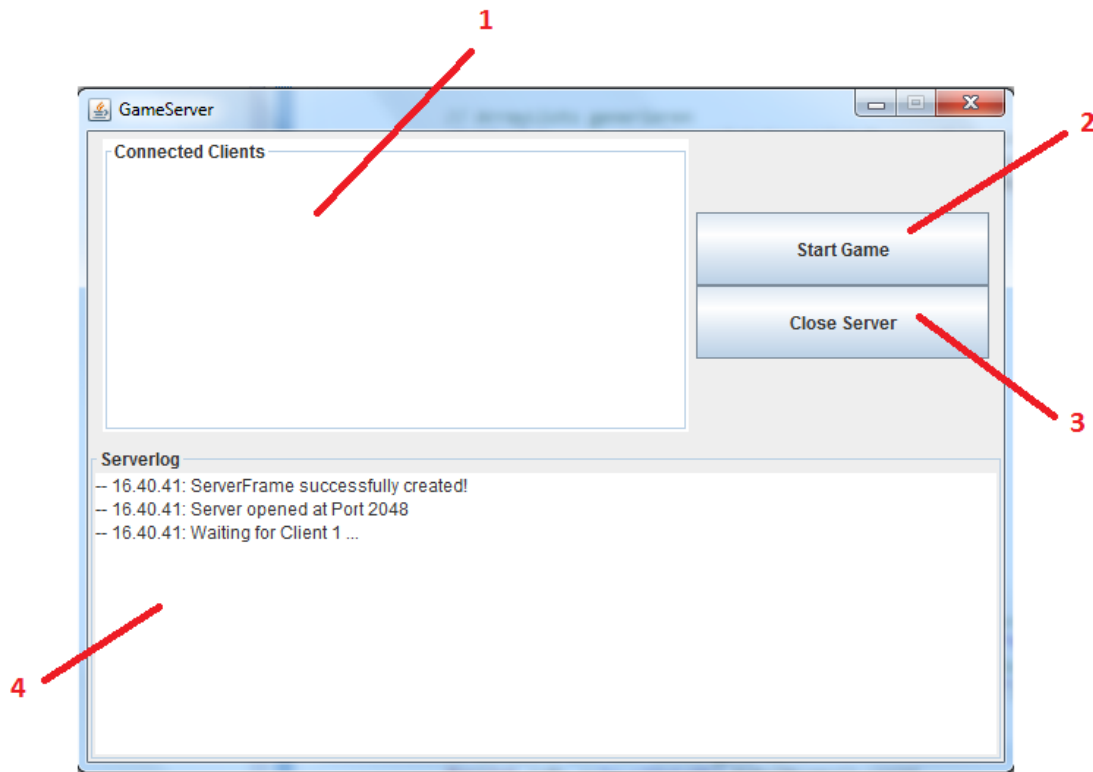 1
GameServer
2
Connected Clients
Start Game
Close Server
3
Serverlog
-- 16.40.41: ServerFrame successfully created!
-- 16.40.41: Server opened at Port 2048
-- 16.40.41: Waiting for Client 1 ...
4